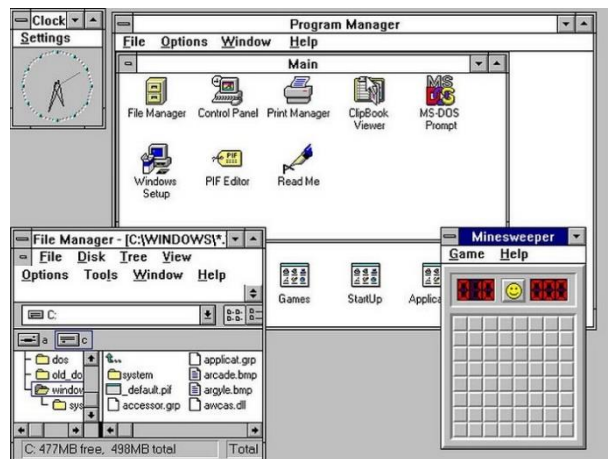 Clock
Settings
Program Manager
File Options Window Help
Main
File Manager
Control Panel
Print Manager
ClipBook
Viewer
MS-DOS
Prompt
Windows
Setup
PIF Editor
Read Me
Games
StartUp
Applica
File Manager - [C:\WINDOWS\*.
File Disk Tree View
Options Tools Window Help
C:
a c
dos
old_do
window
sys
system
_default.pif
accessor.grp
applicat.grp
arcade.bmp
argyle.bmp
awcas.dll
C: 477MB free, 498MB total
Total
Minesweeper
Game Help